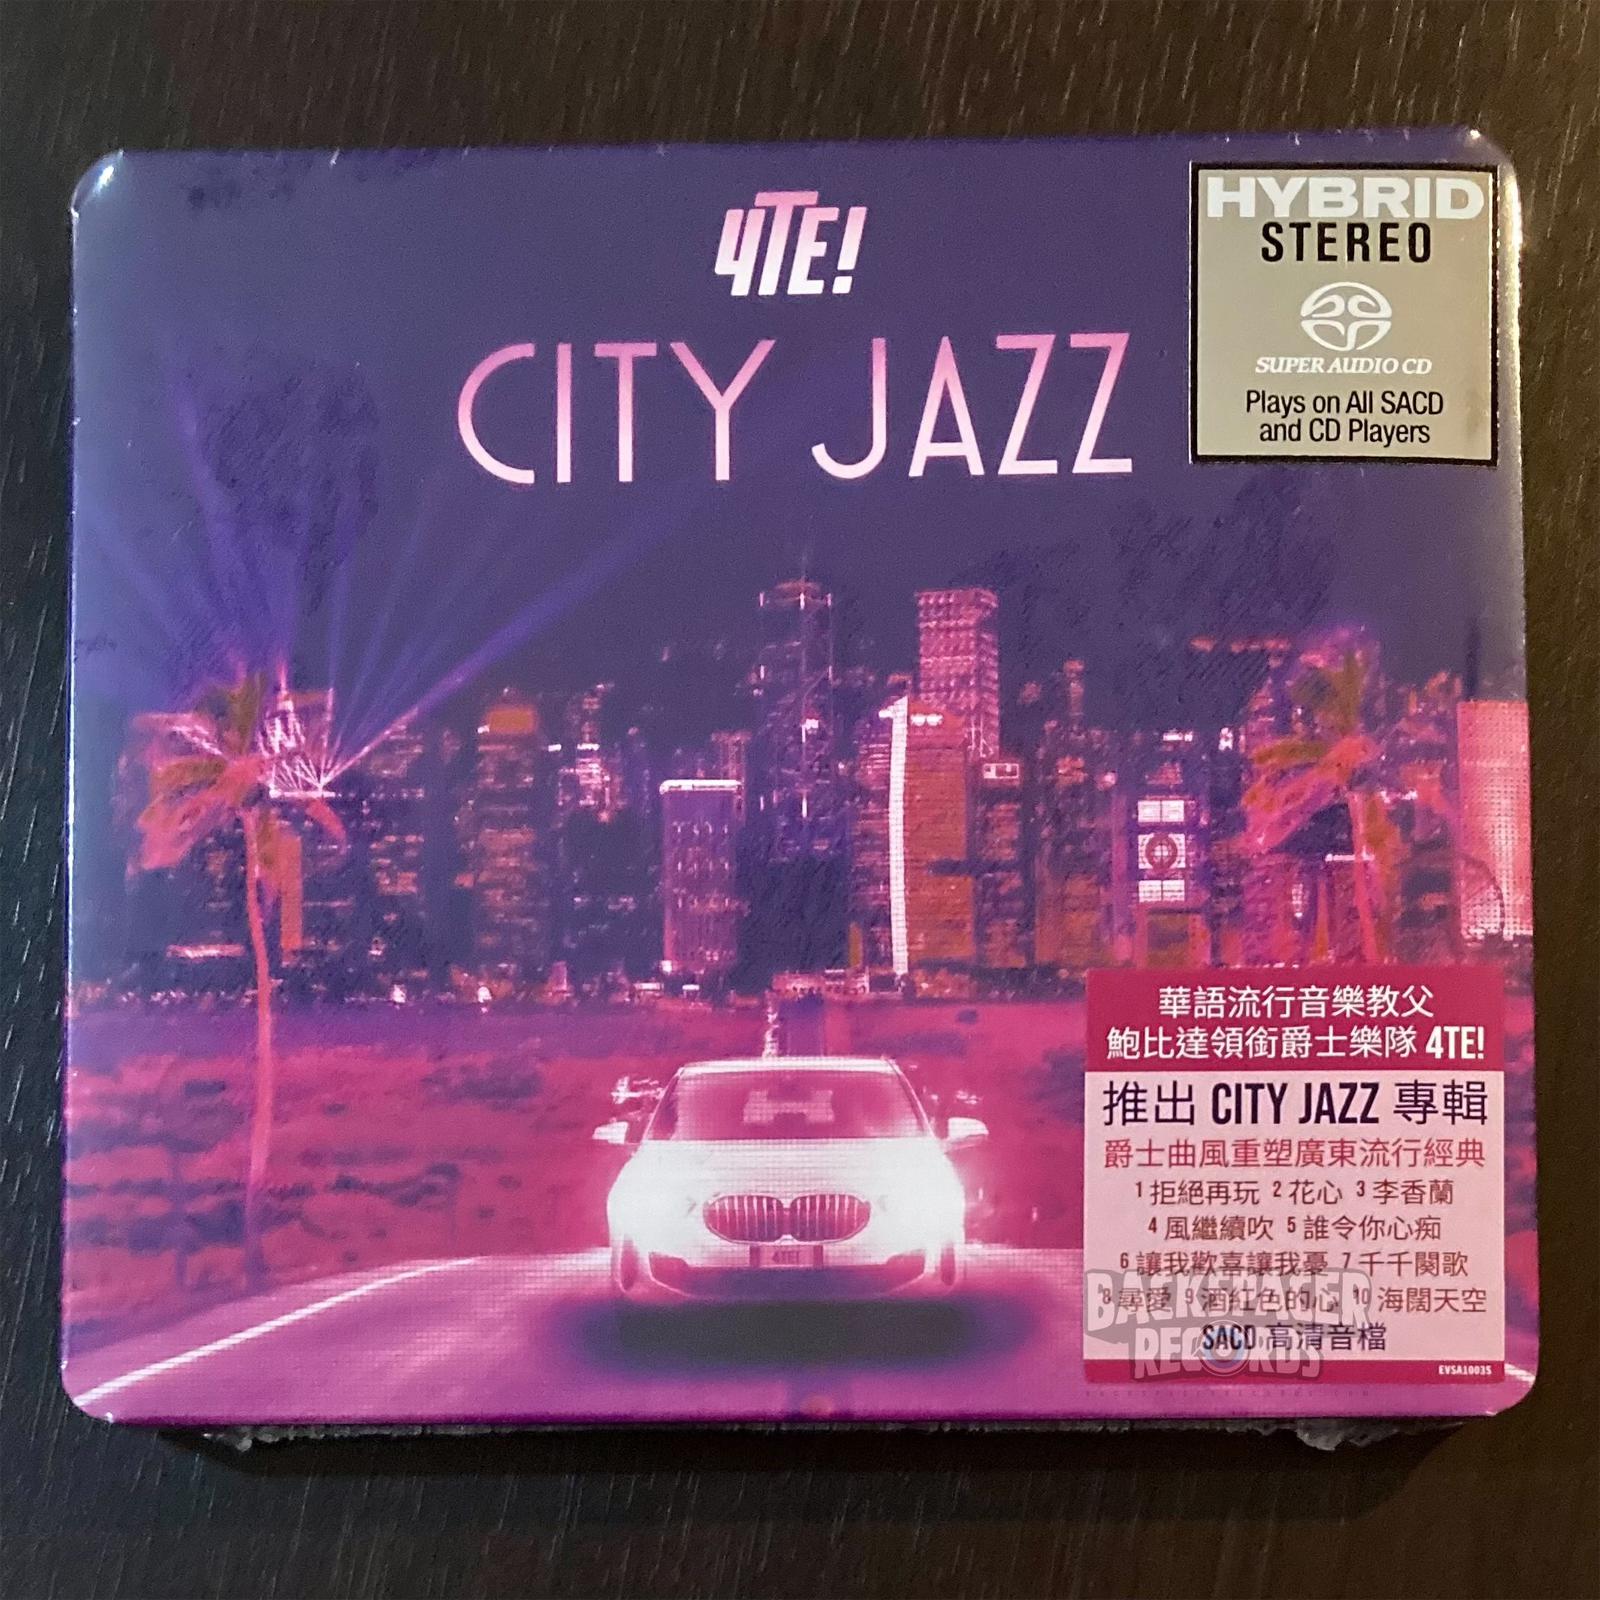 4TE!
CITY JAZZ
HYBRID
STEREO
SUPER AUDIO CD
Plays on All SACD
and CD Players
4TE!
華語流行音樂教父
鮑比達領銜爵士樂隊 4TE!
推出 CITY JAZZ 專輯
爵士曲風重塑廣東流行經典
1 拒絕再玩 2 花心 3 李香蘭
4 風繼續吹 5 誰令你心痴
6 讓我歡喜讓我憂 7 千千闋歌
8 尋愛 9 酒紅色的心 10 海闊天空
SACD 高清音檔
EVSA1003S
BACKPACKER
RECORDS